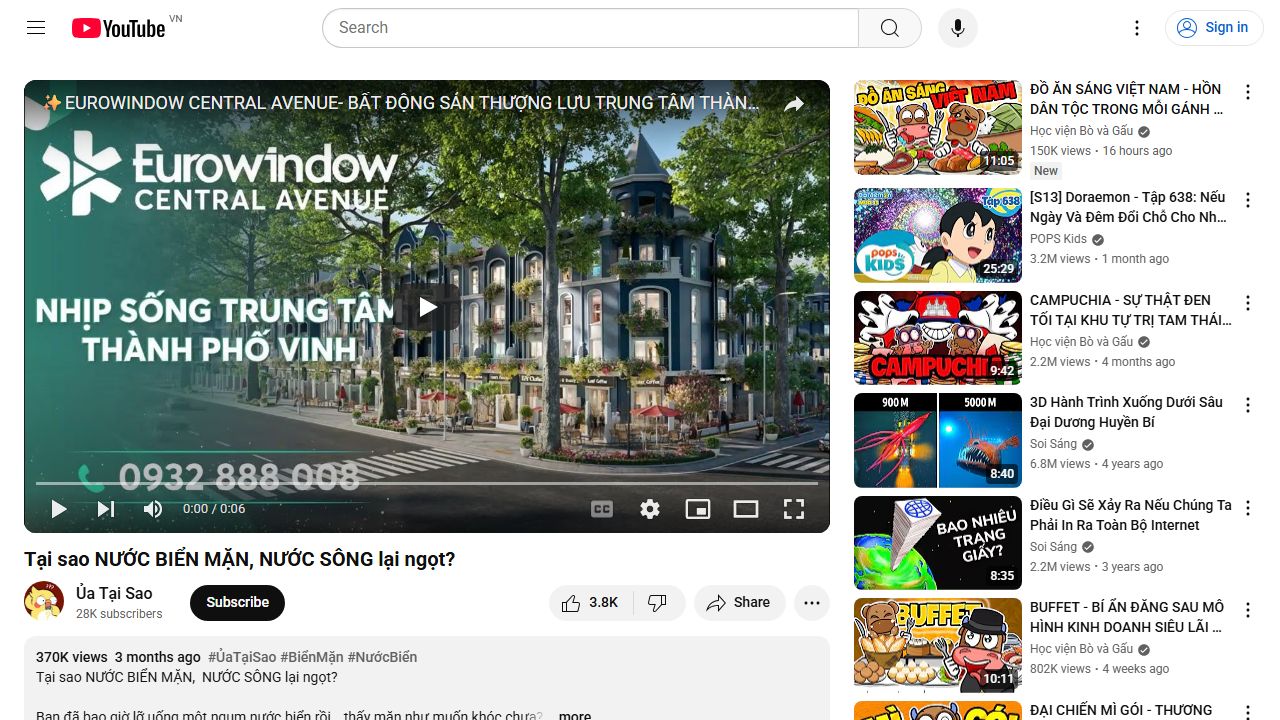 YouTube VN
Search
Sign in
✨EUROWINDOW CENTRAL AVENUE- BẤT ĐỘNG SẢN THƯỢNG LƯU TRUNG TÂM THÀN…
Eurowindow
CENTRAL AVENUE
NHỊP SỐNG TRUNG TÂM
THÀNH PHỐ VINH
0932 888 008
0:00 / 0:06
CC
Tại sao NƯỚC BIỂN MẶN, NƯỚC SÔNG lại ngọt?
Ủa Tại Sao
28K subscribers
Subscribe
3.8K
Share
370K views 3 months ago #ỦaTạiSao #BiểnMặn #NướcBiển
Tại sao NƯỚC BIỂN MẶN, NƯỚC SÔNG lại ngọt?
Bạn đã bao giờ lỡ uống một ngụm nước biển rồi... thấy mặn như muốn khóc chưa? ...more
ĐỒ ĂN SÁNG VIỆT NAM
11:05
ĐỒ ĂN SÁNG VIỆT NAM - HỒN
DÂN TỘC TRONG MỖI GÁNH …
Học viện Bò và Gấu
150K views • 16 hours ago
New
Tập 638
POPS KIDS
25:29
[S13] Doraemon - Tập 638: Nếu
Ngày Và Đêm Đổi Chỗ Cho Nh…
POPS Kids
3.2M views • 1 month ago
CAMPUCHIA
9:42
CAMPUCHIA - SỰ THẬT ĐEN
TỐI TẠI KHU TỰ TRỊ TAM THÁI…
Học viện Bò và Gấu
2.2M views • 4 months ago
900 M 5000 M
8:40
3D Hành Trình Xuống Dưới Sâu
Đại Dương Huyền Bí
Soi Sáng
6.8M views • 4 years ago
BAO NHIÊU
TRANG
GIẤY?
8:35
Điều Gì Sẽ Xảy Ra Nếu Chúng Ta
Phải In Ra Toàn Bộ Internet
Soi Sáng
2.2M views • 3 years ago
BUFFET
10:11
BUFFET - BÍ ẨN ĐẰNG SAU MÔ
HÌNH KINH DOANH SIÊU LÃI …
Học viện Bò và Gấu
802K views • 4 weeks ago
ĐẠI CHIẾN MÌ GÓI - THƯƠNG